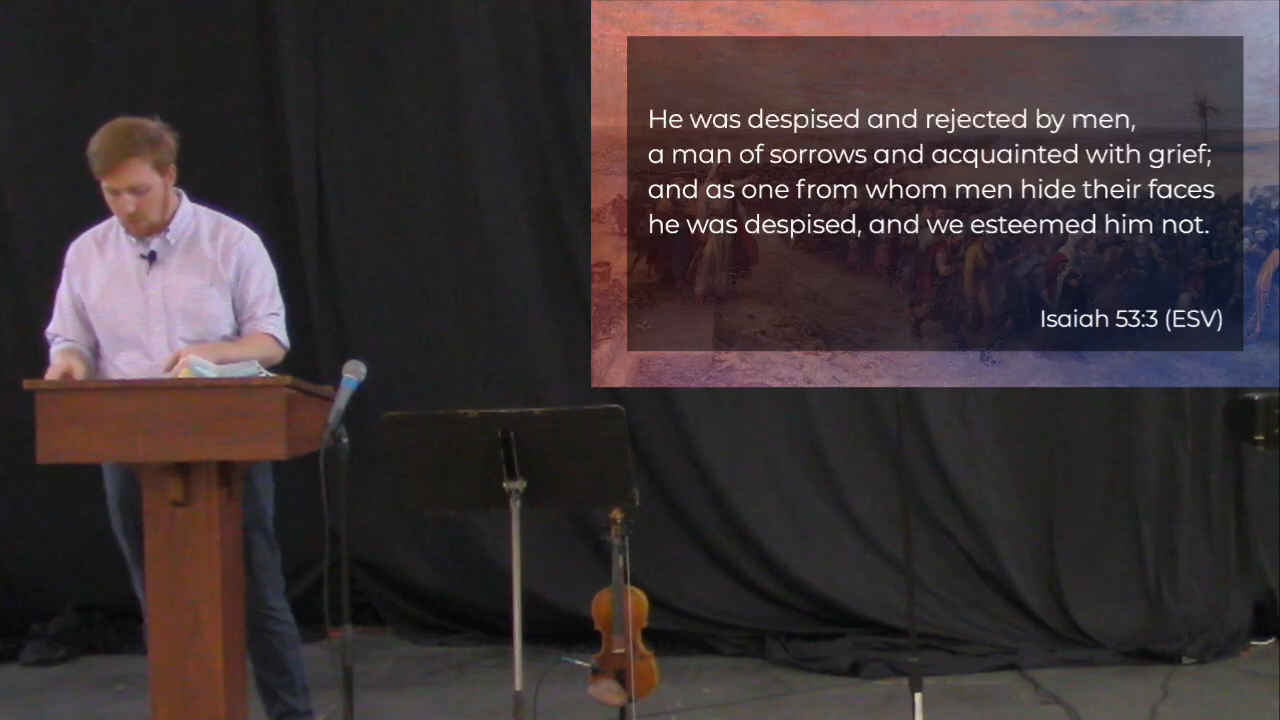 He was despised and rejected by men,
a man of sorrows and acquainted with grief;
and as one from whom men hide their faces
he was despised, and we esteemed him not.
Isaiah 53:3 (ESV)